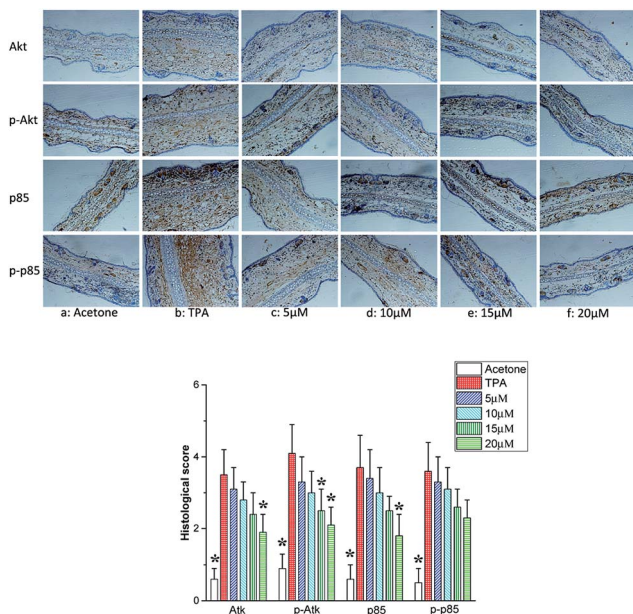 Akt
p-Akt
p85
p-p85
a: Acetone b: TPA c: 5μM d: 10μM e: 15μM f: 20μM
Acetone
TPA
5μM
10μM
15μM
20μM
6
4
2
0
Histological score
* * * * * * * *
Atk p-Atk p85 p-p85